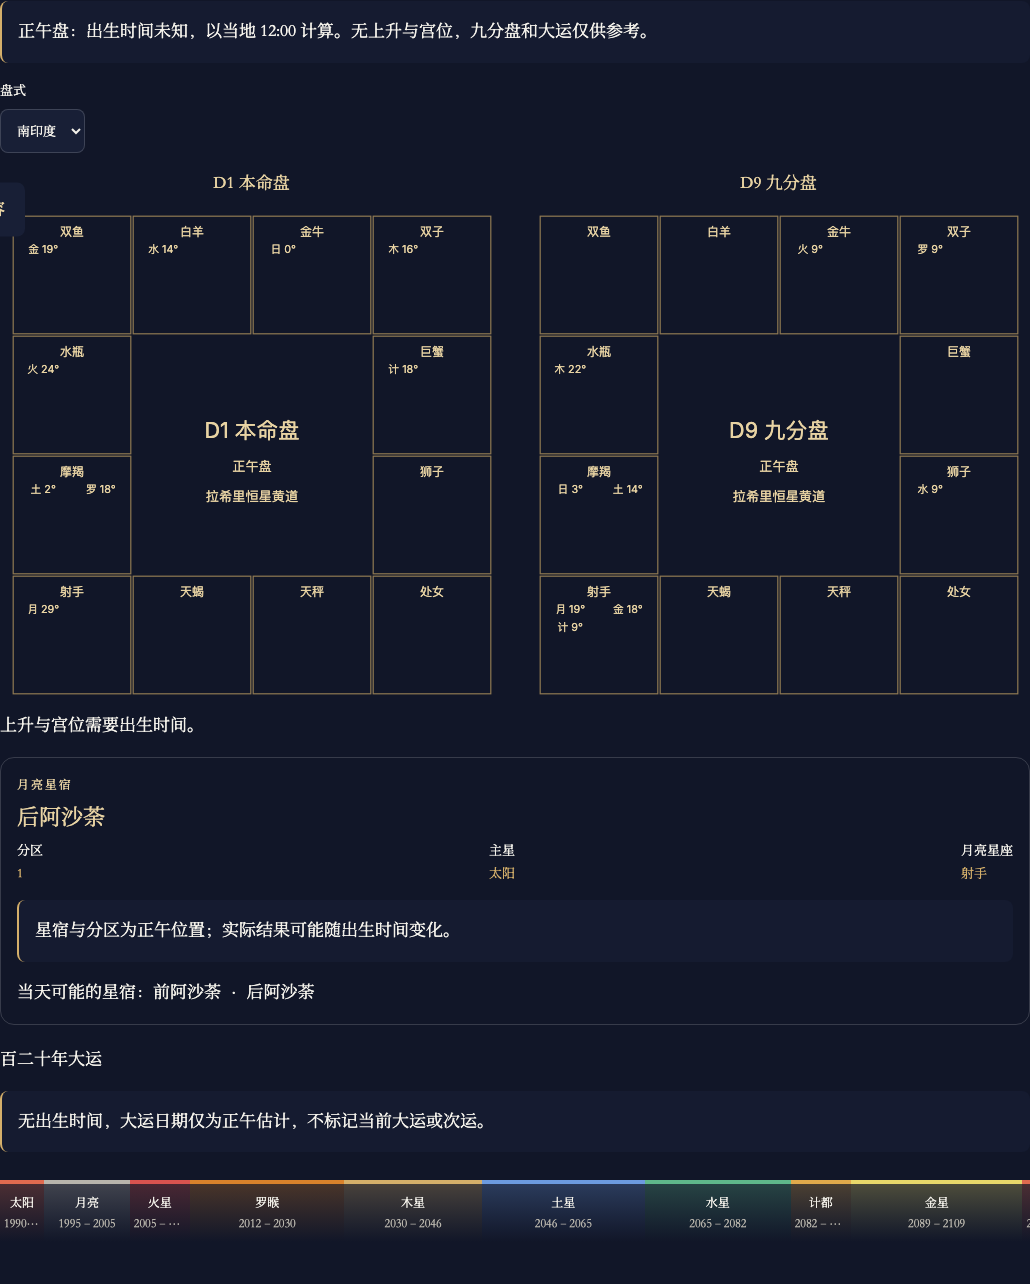 正午盘：出生时间未知，以当地 12:00 计算。无上升与宫位，九分盘和大运仅供参考。
盘式
南印度
D1 本命盘
双鱼
金 19°
白羊
水 14°
金牛
日 0°
双子
木 16°
水瓶
火 24°
巨蟹
计 18°
D1 本命盘
正午盘
拉希里恒星黄道
摩羯
土 2° 罗 18°
狮子
射手
月 29°
天蝎
天秤
处女
D9 九分盘
双鱼
白羊
金牛
火 9°
双子
罗 9°
水瓶
木 22°
巨蟹
D9 九分盘
正午盘
拉希里恒星黄道
摩羯
日 3° 土 14°
狮子
水 9°
射手
月 19° 金 18°
计 9°
天蝎
天秤
处女
上升与宫位需要出生时间。
月亮星宿
后阿沙荼
分区 主星 月亮星座
1 太阳 射手
星宿与分区为正午位置；实际结果可能随出生时间变化。
当天可能的星宿：前阿沙荼 · 后阿沙荼
百二十年大运
无出生时间，大运日期仅为正午估计，不标记当前大运或次运。
太阳 月亮 火星 罗睺 木星 土星 水星 计都 金星
1990… 1995 – 2005 2005 – … 2012 – 2030 2030 – 2046 2046 – 2065 2065 – 2082 2082 – … 2089 – 2109